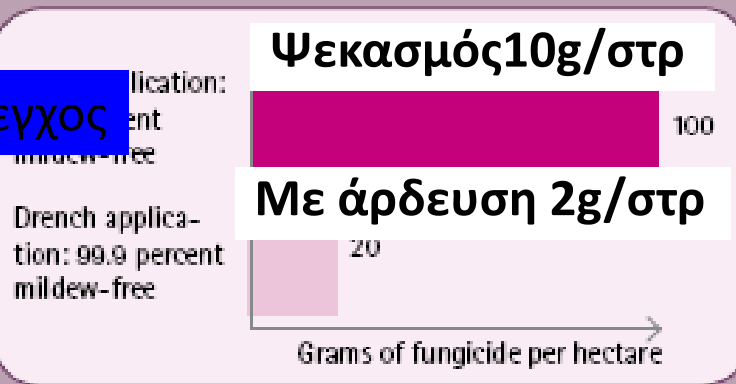 Ψεκασμός10g/στρ
lication:
εγχος
ent
mildew-free
100
Με άρδευση 2g/στρ
Drench applica-
tion: 99.9 percent
mildew-free
20
Grams of fungicide per hectare